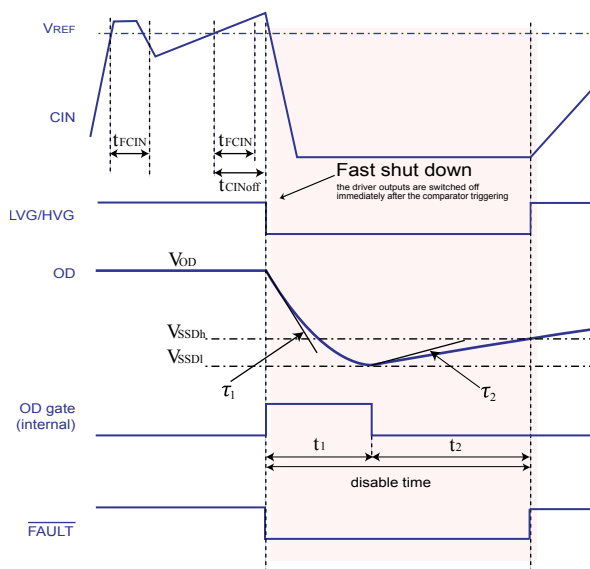 VREF
CIN
tFCIN
tFCIN
tCINoff
Fast shut down
the driver outputs are switched off
immediately after the comparator triggering
LVG/HVG
VOD
OD
VSSDh
VSSDl
τ1
τ2
OD gate
(internal)
t1
t2
disable time
FAULT